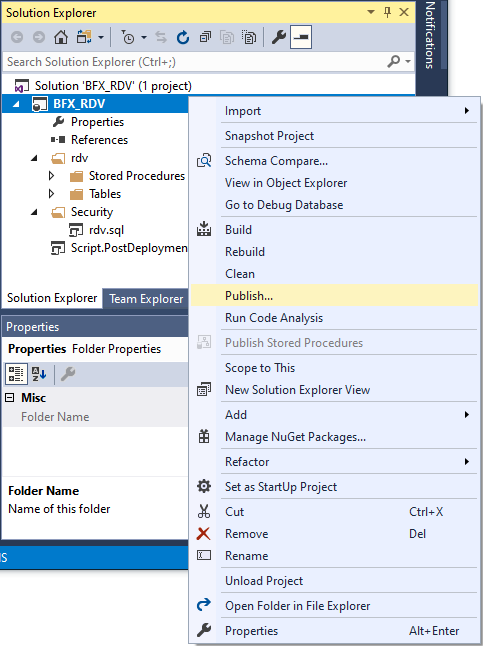 Solution Explorer
Search Solution Explorer (Ctrl+;)
Solution 'BFX_RDV' (1 project)
BFX_RDV
Properties
References
rdv
Stored Procedures
Tables
Security
rdv.sql
Script.PostDeploymen
Solution Explorer Team Explorer
Properties
Properties Folder Properties
Misc
Folder Name
Folder Name
Name of this folder
Notifications
Import
Snapshot Project
Schema Compare...
View in Object Explorer
Go to Debug Database
Build
Rebuild
Clean
Publish...
Run Code Analysis
Publish Stored Procedures
Scope to This
New Solution Explorer View
Add
Manage NuGet Packages...
Refactor
Set as StartUp Project
Cut Ctrl+X
Remove Del
Rename
Unload Project
Open Folder in File Explorer
Properties Alt+Enter